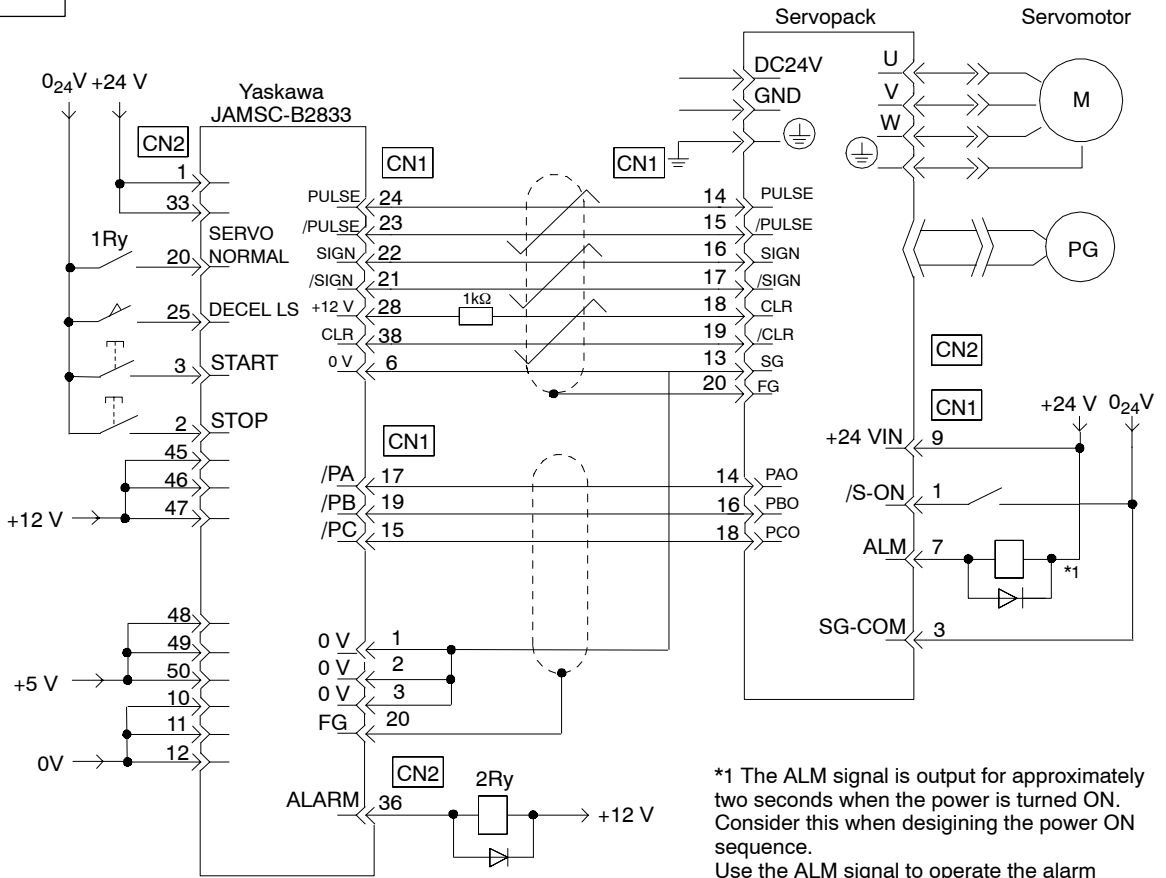 Servopack
Servomotor
0₂₄V +24 V
Yaskawa
JAMSC-B2833
CN2
1
33
1Ry
20
SERVO
NORMAL
25
DECEL LS
3
START
2
STOP
45
46
47
+12 V
48
49
50
+5 V
10
11
12
0V
CN1
CN1
PULSE 24
14 PULSE
/PULSE 23
15 /PULSE
SIGN 22
16 SIGN
/SIGN 21
17 /SIGN
+12 V 28
1kΩ
18 CLR
CLR 38
19 /CLR
0 V 6
13 SG
20 FG
CN1
/PA 17
14 PAO
/PB 19
16 PBO
/PC 15
18 PCO
0 V 1
0 V 2
0 V 3
FG 20
CN2
2Ry
ALARM 36
+12 V
DC24V
GND
U
V
W
M
PG
CN2
CN1
+24 V 0₂₄V
+24 VIN 9
/S-ON 1
ALM 7
*1
SG-COM 3
*1 The ALM signal is output for approximately
two seconds when the power is turned ON.
Consider this when desigining the power ON
sequence.
Use the ALM signal to operate the alarm